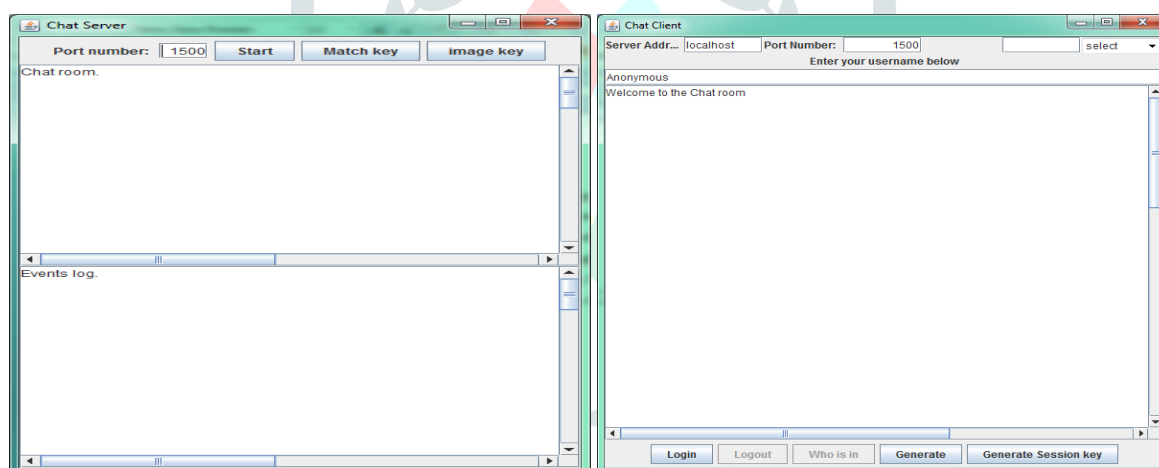 Chat Server
Port number: 1500 Start Match key image key
Chat room.
Events log.
Chat Client
Server Addr... localhost Port Number: 1500 select
Enter your username below
Anonymous
Welcome to the Chat room
Login Logout Who is in Generate Generate Session key